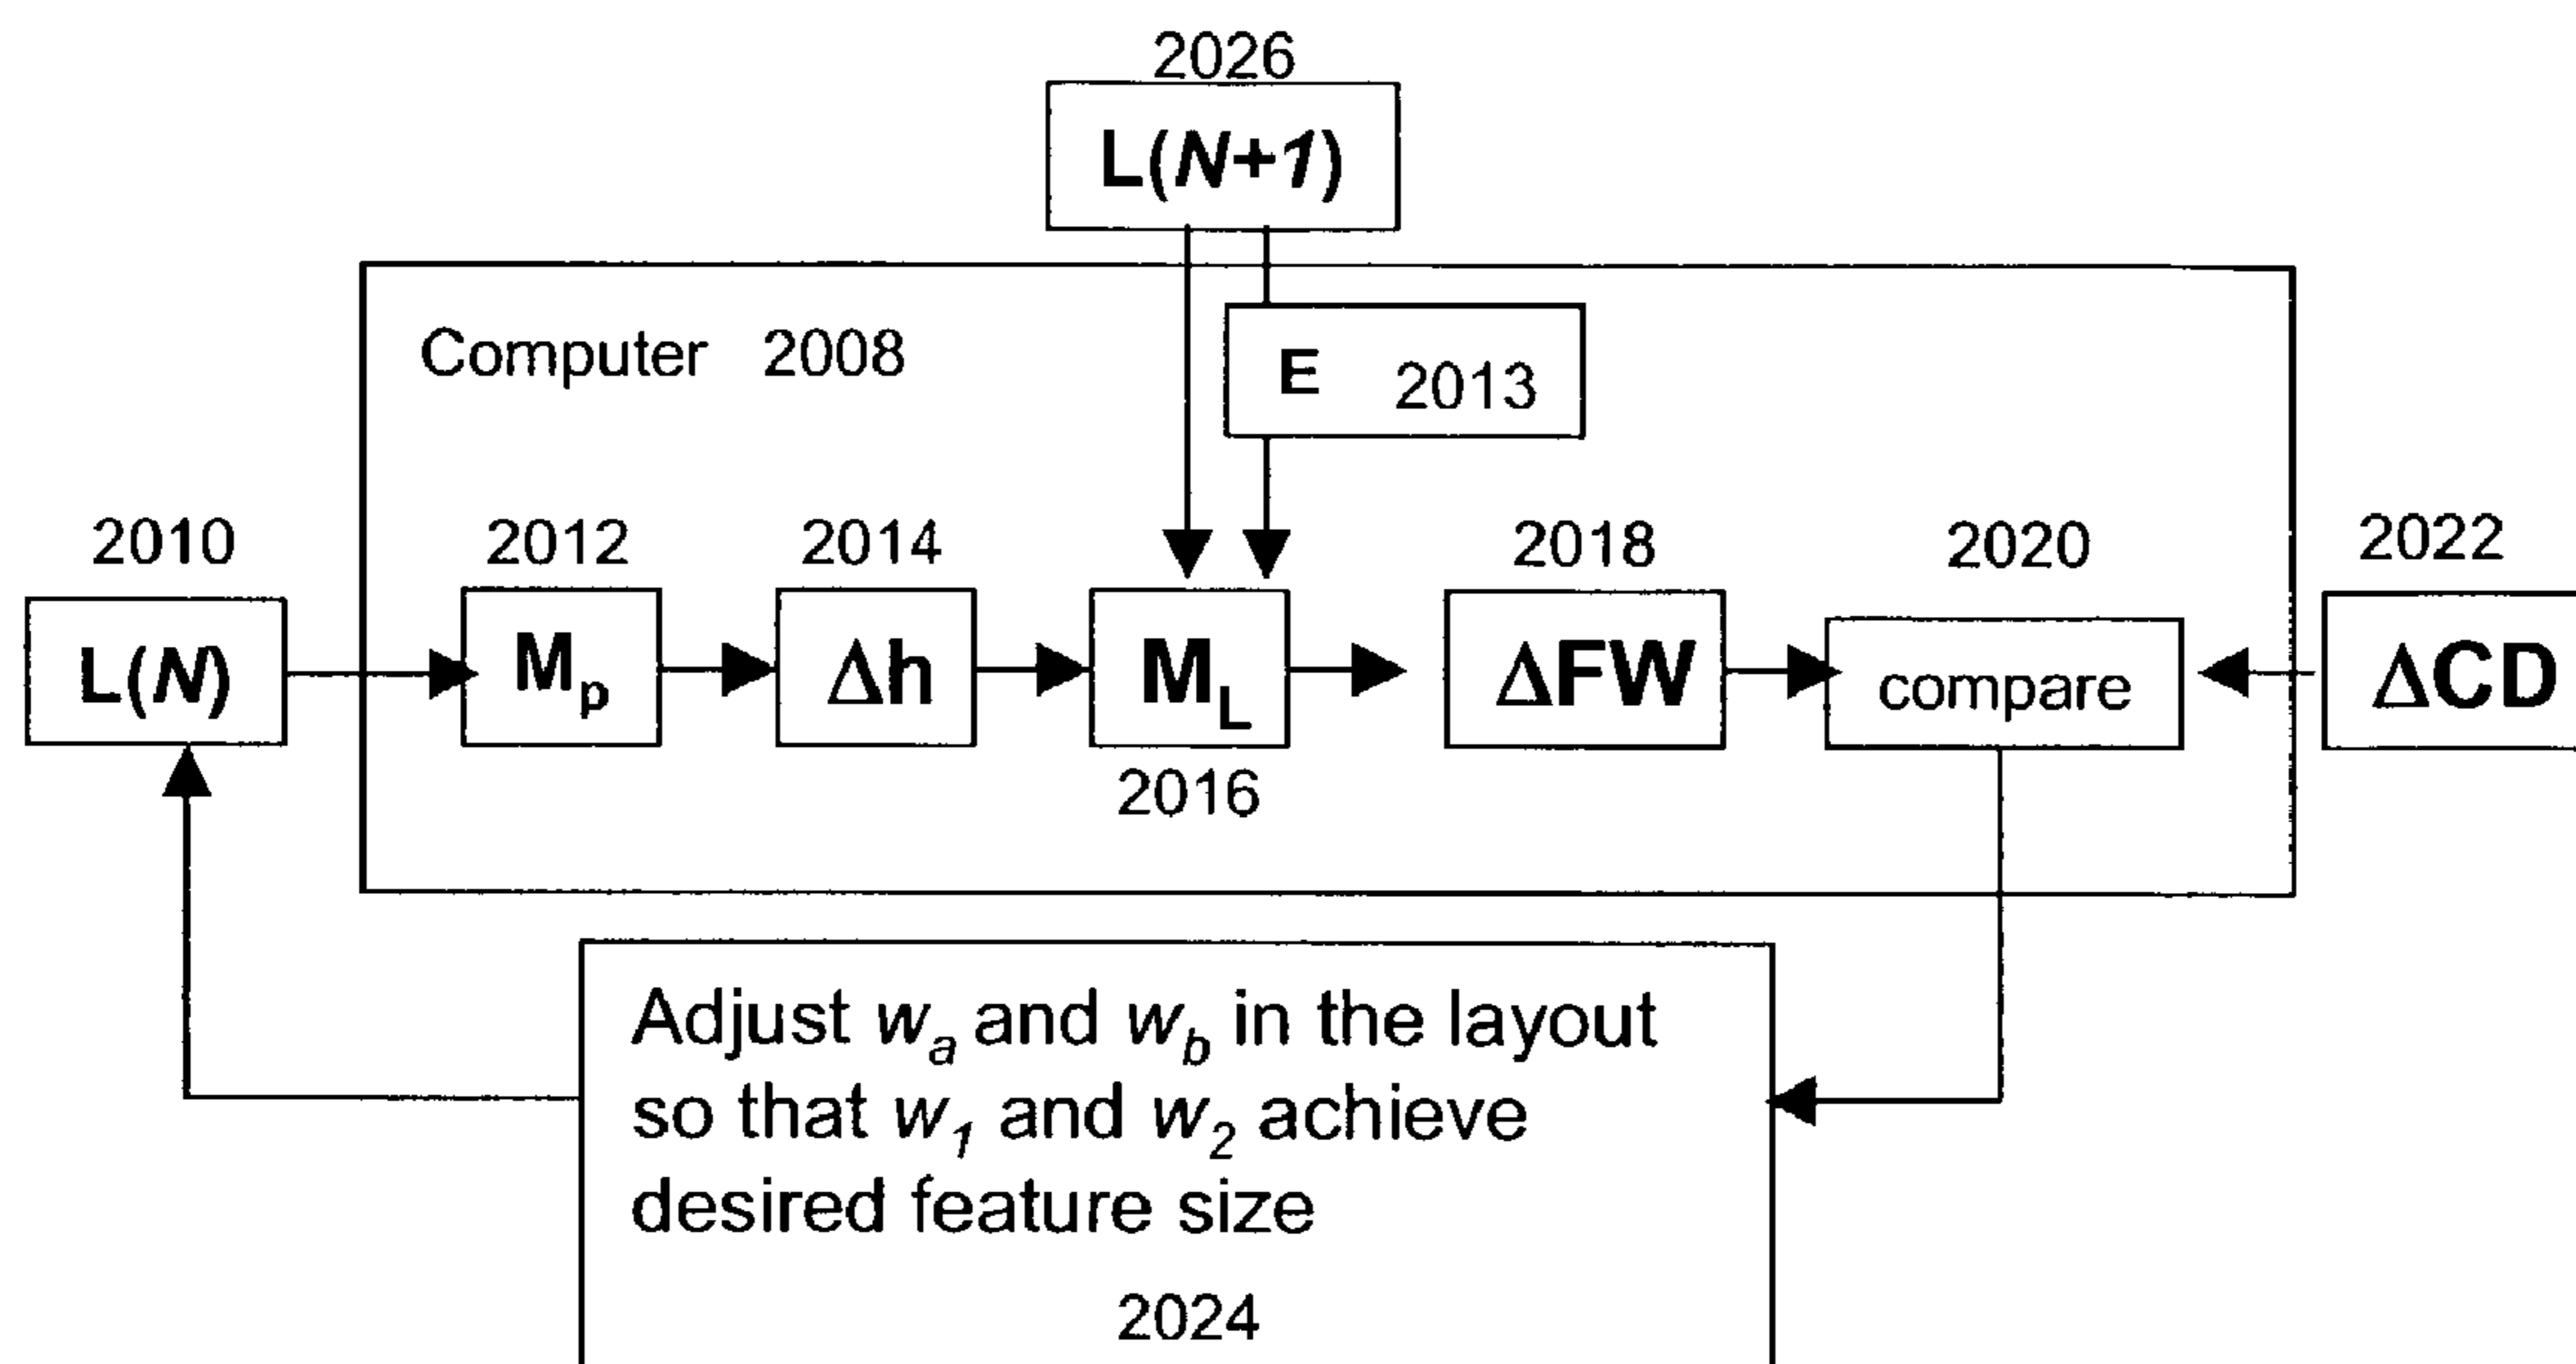 2026
L(N+1)
Computer 2008
E 2013
2010
2012
2014
2018
2020
2022
L(N)
Mp
Δh
ML
ΔFW
compare
ΔCD
2016
Adjust wa and wb in the layout
so that w1 and w2 achieve
desired feature size
2024